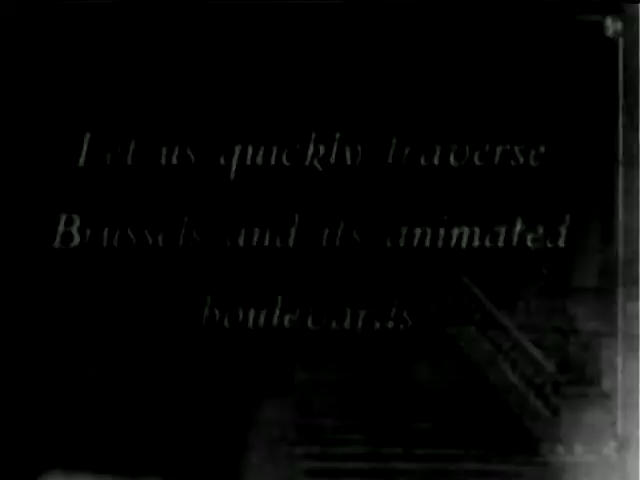 Let us quickly traverse
Brussels and its animated
boulevards